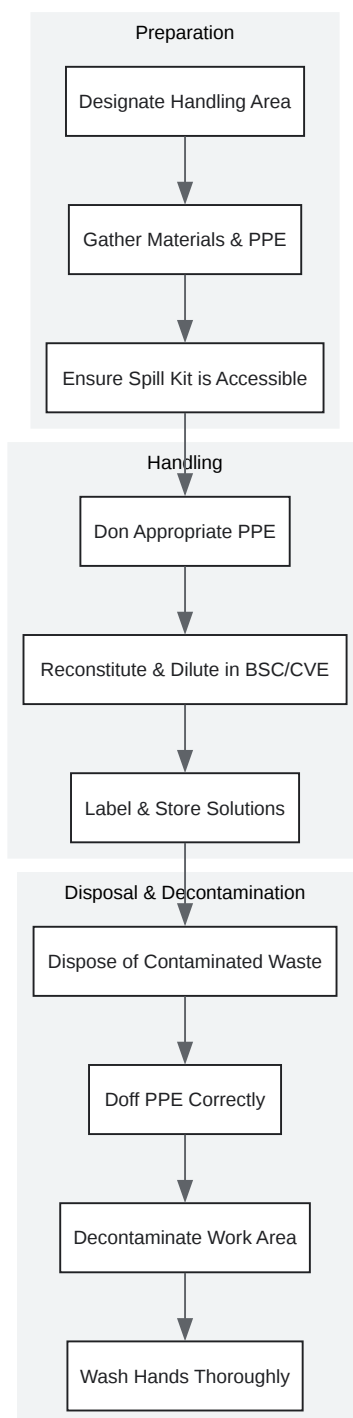 Preparation
Designate Handling Area
Gather Materials & PPE
Ensure Spill Kit is Accessible
Handling
Don Appropriate PPE
Reconstitute & Dilute in BSC/CVE
Label & Store Solutions
Disposal & Decontamination
Dispose of Contaminated Waste
Doff PPE Correctly
Decontaminate Work Area
Wash Hands Thoroughly